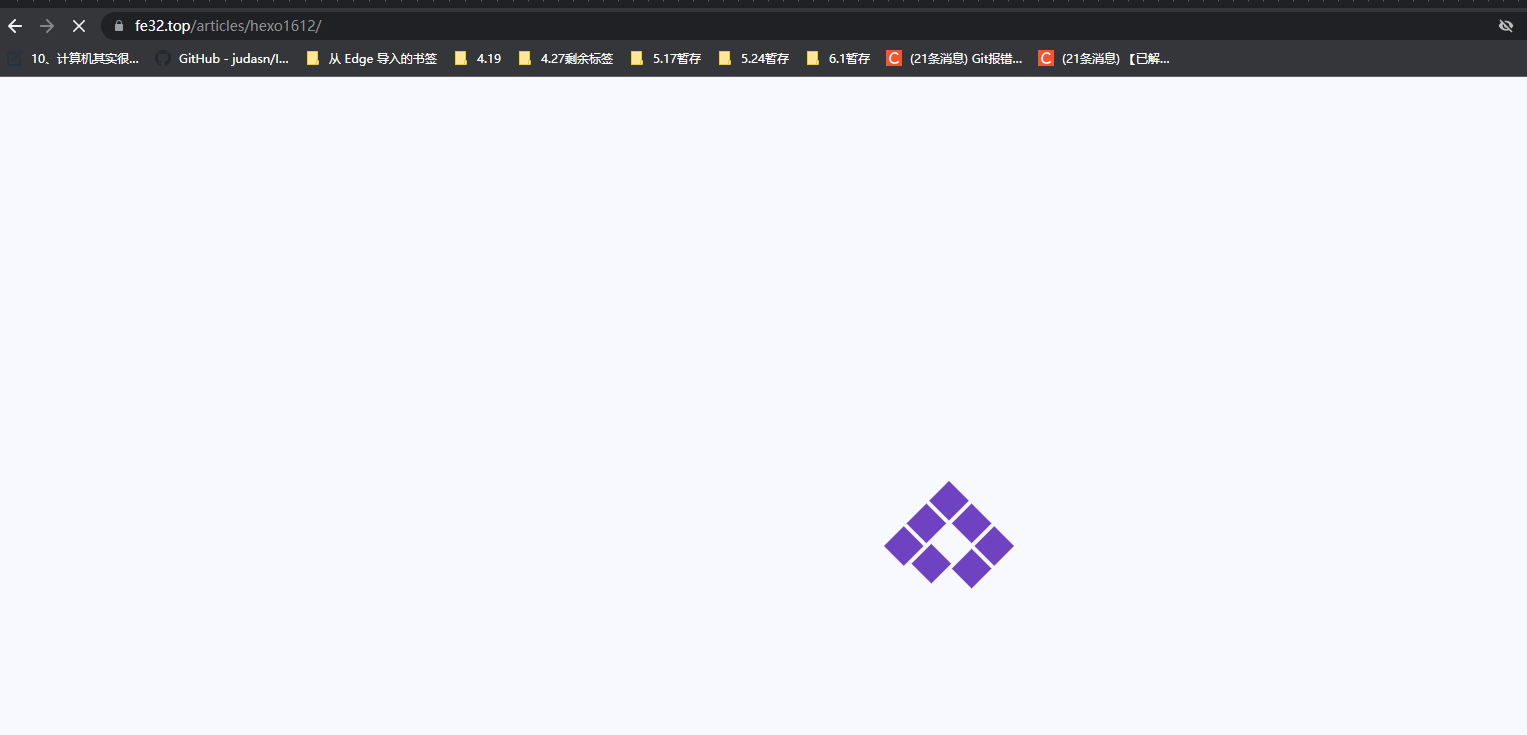 fe32.top/articles/hexo1612/
10、计算机其实很... GitHub - judasn/I... 从 Edge 导入的书签 4.19 4.27剩余标签 5.17暂存 5.24暂存 6.1暂存 C (21条消息) Git报错... C (21条消息) 【已解...